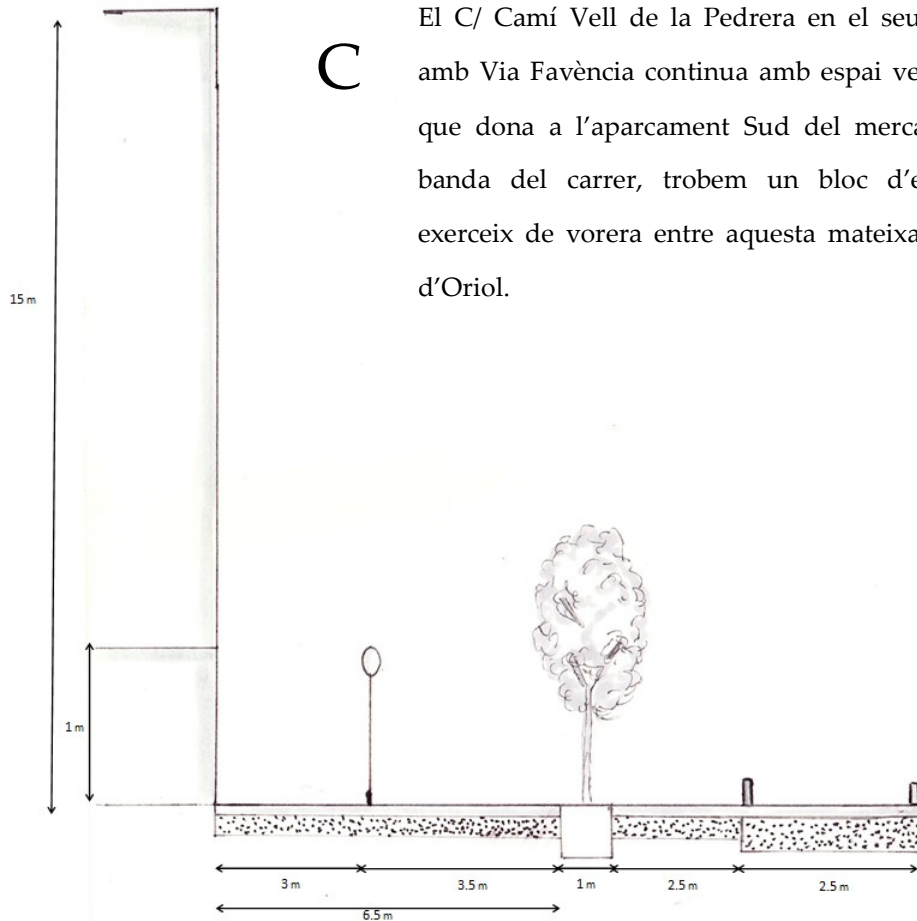 C
El C/ Camí Vell de la Pedrera en el seu
amb Via Favència continua amb espai ve
que dona a l’aparcament Sud del merca
banda del carrer, trobem un bloc d’e
exerceix de vorera entre aquesta mateixa
d’Oriol.
15 m
1 m
3 m
3.5 m
1 m
2.5 m
2.5 m
6.5 m